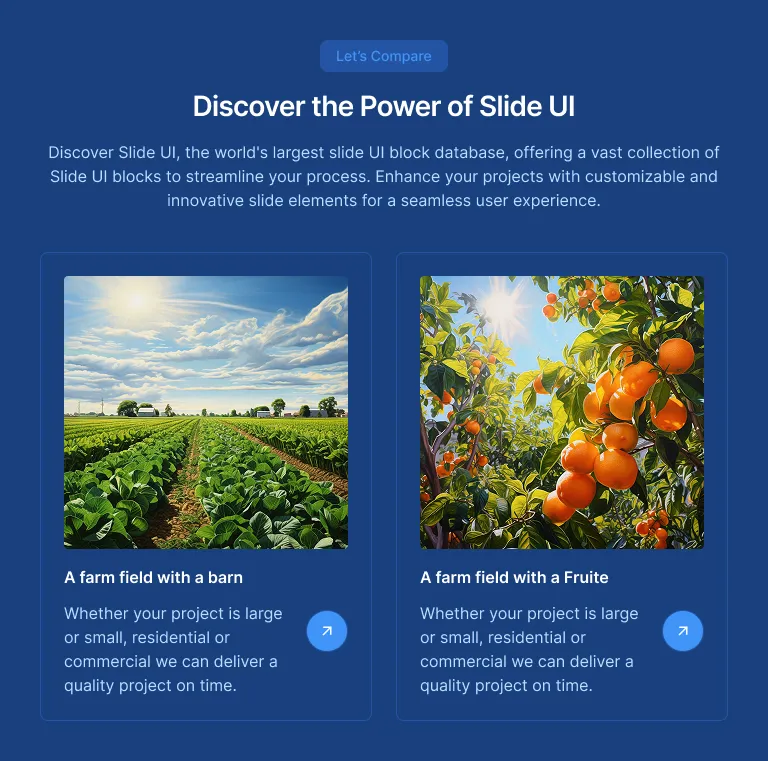 Let's Compare
Discover the Power of Slide UI
Discover Slide UI, the world's largest slide UI block database, offering a vast collection of
Slide UI blocks to streamline your process. Enhance your projects with customizable and
innovative slide elements for a seamless user experience.
A farm field with a barn
Whether your project is large
or small, residential or
commercial we can deliver a
quality project on time.
A farm field with a Fruite
Whether your project is large
or small, residential or
commercial we can deliver a
quality project on time.